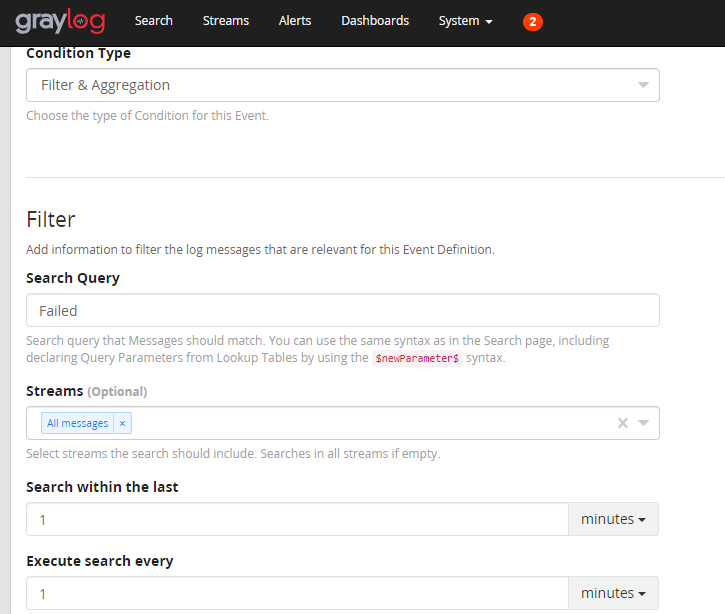 graylog Search Streams Alerts Dashboards System 2
Condition Type
Filter & Aggregation
Choose the type of Condition for this Event.
Filter
Add information to filter the log messages that are relevant for this Event Definition.
Search Query
Failed
Search query that Messages should match. You can use the same syntax as in the Search page, including
declaring Query Parameters from Lookup Tables by using the $newParameter$ syntax.
Streams (Optional)
All messages ×
Select streams the search should include. Searches in all streams if empty.
Search within the last
1 minutes
Execute search every
1 minutes